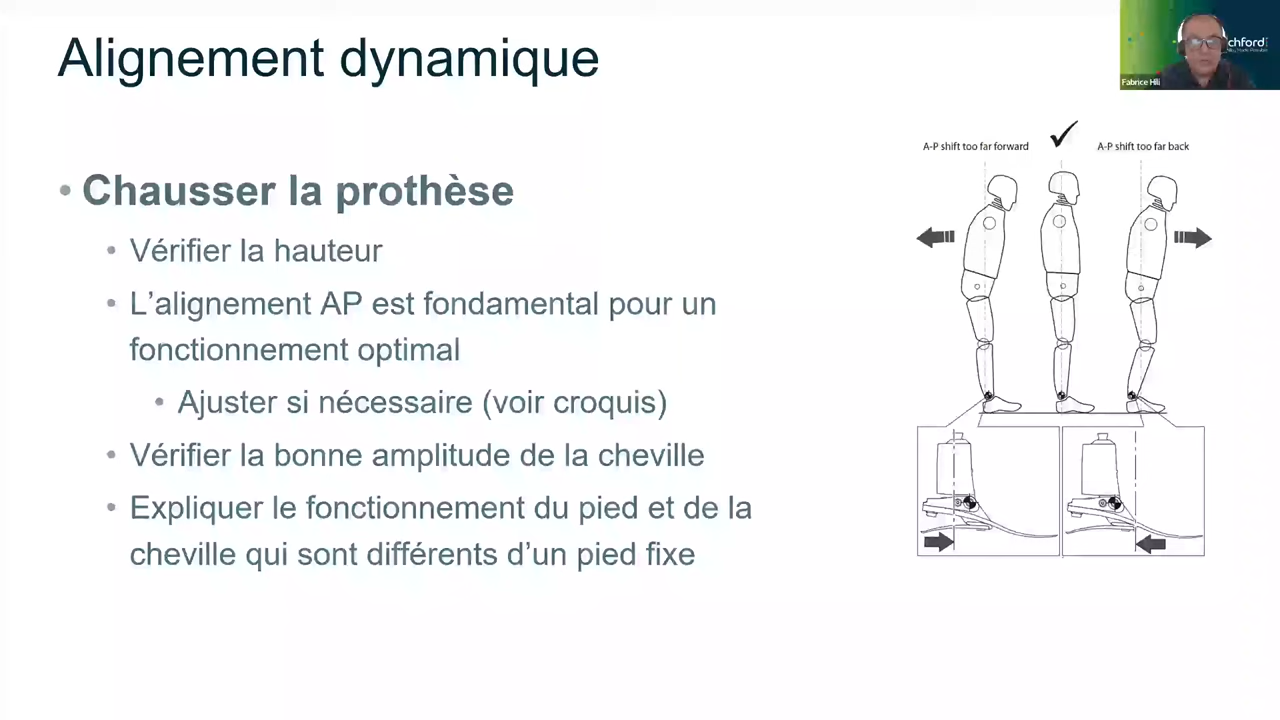 Alignement dynamique
chford
Fabrice Hili
A-P shift too far forward
A-P shift too far back
• Chausser la prothèse
• Vérifier la hauteur
• L’alignement AP est fondamental pour un
fonctionnement optimal
• Ajuster si nécessaire (voir croquis)
• Vérifier la bonne amplitude de la cheville
• Expliquer le fonctionnement du pied et de la
cheville qui sont différents d’un pied fixe